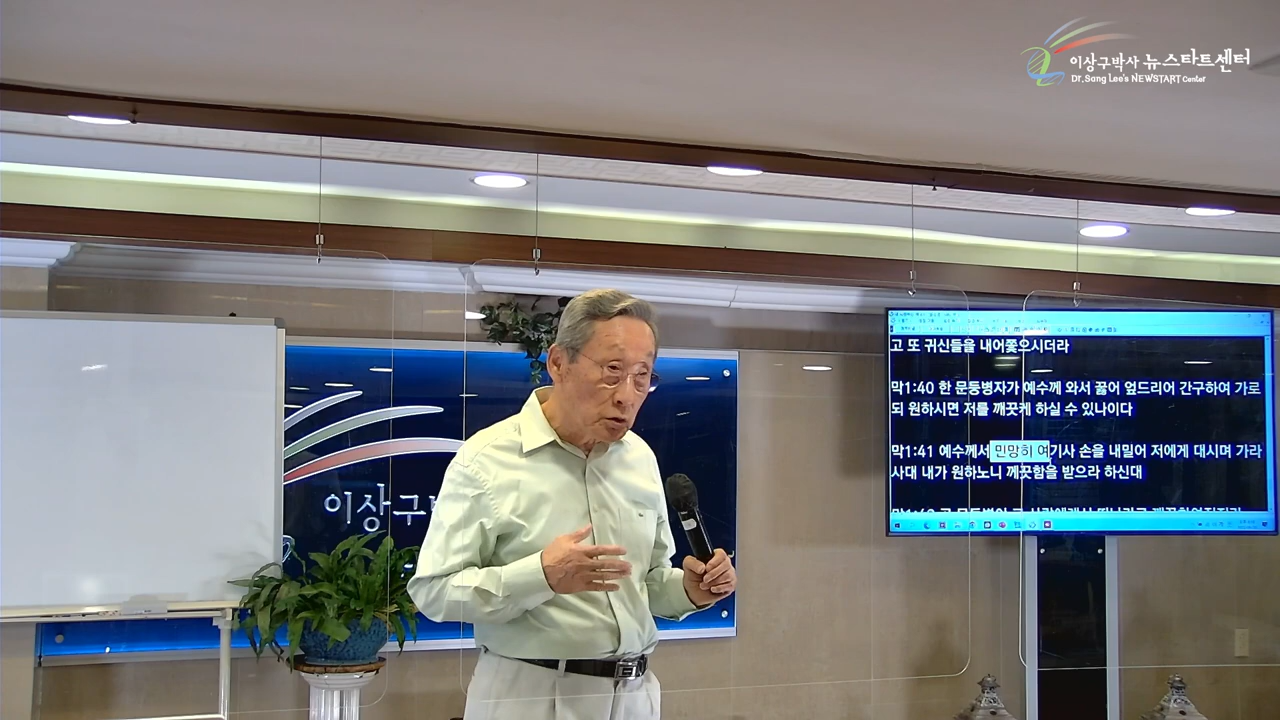 이상구박사 뉴스타트센터
Dr. Sang Lee's NEWSTART Center
고 또 귀신들을 내어쫓으시더라
막1:40 한 문둥병자가 예수께 와서 꿇어 엎드리어 간구하여 가로
되 원하시면 저를 깨끗케 하실 수 있나이다
막1:41 예수께서 민망히 여기사 손을 내밀어 저에게 대시며 가라
사대 내가 원하노니 깨끗함을 받으라 하신대
이상구